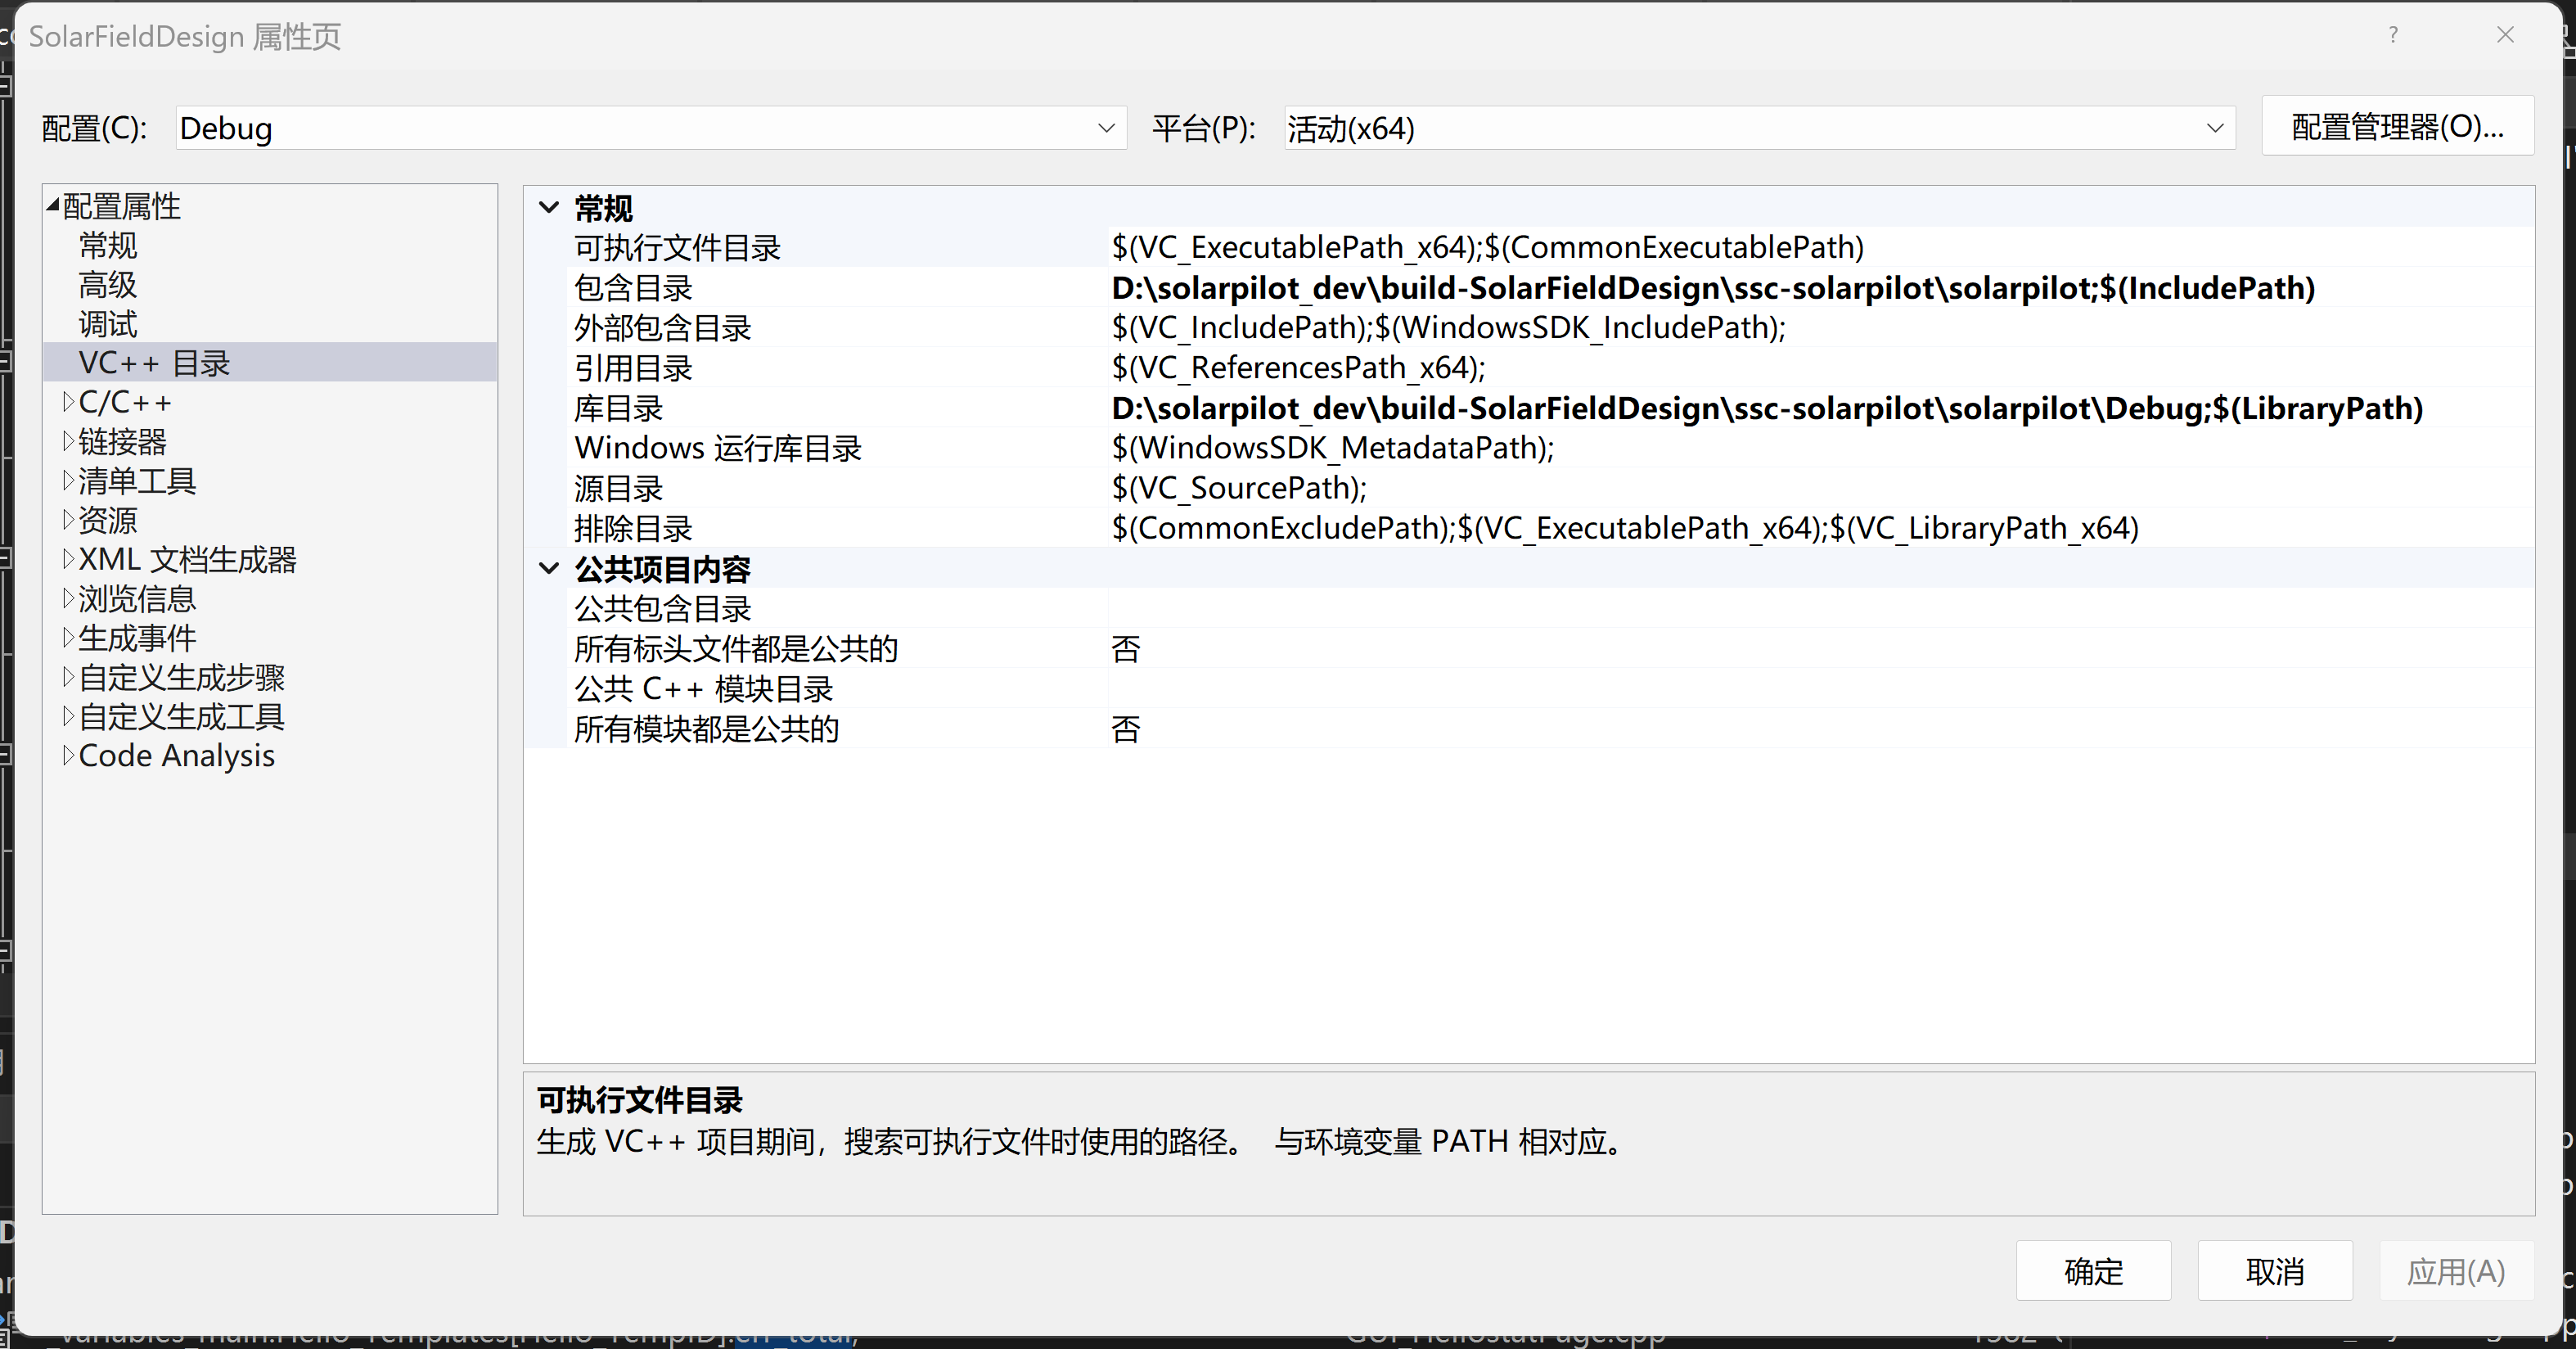 SolarFieldDesign 属性页
配置(C): Debug 平台(P): 活动(x64) 配置管理器(O)...
配置属性
常规
高级
调试
VC++ 目录
C/C++
链接器
清单工具
资源
XML 文档生成器
浏览信息
生成事件
自定义生成步骤
自定义生成工具
Code Analysis
常规
可执行文件目录 $(VC_ExecutablePath_x64);$(CommonExecutablePath)
包含目录 D:\solarpilot_dev\build-SolarFieldDesign\ssc-solarpilot\solarpilot;$(IncludePath)
外部包含目录 $(VC_IncludePath);$(WindowsSDK_IncludePath);
引用目录 $(VC_ReferencesPath_x64);
库目录 D:\solarpilot_dev\build-SolarFieldDesign\ssc-solarpilot\solarpilot\Debug;$(LibraryPath)
Windows 运行库目录 $(WindowsSDK_MetadataPath);
源目录 $(VC_SourcePath);
排除目录 $(CommonExcludePath);$(VC_ExecutablePath_x64);$(VC_LibraryPath_x64)
公共项目内容
公共包含目录
所有标头文件都是公共的 否
公共 C++ 模块目录
所有模块都是公共的 否
可执行文件目录
生成 VC++ 项目期间，搜索可执行文件时使用的路径。 与环境变量 PATH 相对应。
确定 取消 应用(A)